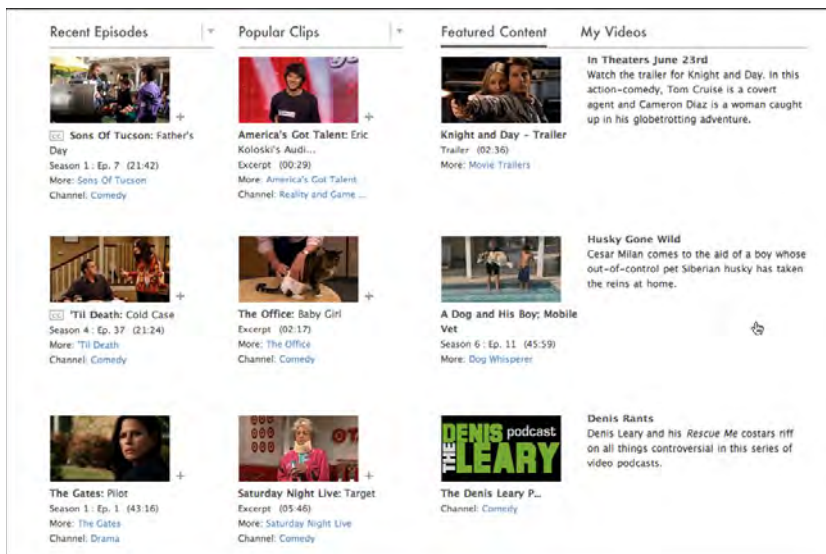 Recent Episodes
Popular Clips
Featured Content
My Videos
cc Sons Of Tucson: Father's
Day
Season 1 : Ep. 7 (21:42)
More: Sons Of Tucson
Channel: Comedy
America's Got Talent: Eric
Koloski's Audi...
Excerpt (00:29)
More: America's Got Talent
Channel: Reality and Game ...
Knight and Day – Trailer
Trailer (02:36)
More: Movie Trailers
In Theaters June 23rd
Watch the trailer for Knight and Day. In this
action-comedy, Tom Cruise is a covert
agent and Cameron Diaz is a woman caught
up in his globetrotting adventure.
cc 'Til Death: Cold Case
Season 4 : Ep. 37 (21:24)
More: 'Til Death
Channel: Comedy
The Office: Baby Girl
Excerpt (02:17)
More: The Office
Channel: Comedy
A Dog and His Boy; Mobile
Vet
Season 6 : Ep. 11 (45:59)
More: Dog Whisperer
Husky Gone Wild
Cesar Milan comes to the aid of a boy whose
out-of-control pet Siberian husky has taken
the reins at home.
The Gates: Pilot
Season 1 : Ep. 1 (43:16)
More: The Gates
Channel: Drama
Saturday Night Live: Target
Excerpt (05:46)
More: Saturday Night Live
Channel: Comedy
DENIS podcast
THE LEARY
The Denis Leary P...
Channel: Comedy
Denis Rants
Denis Leary and his Rescue Me costars riff
on all things controversial in this series of
video podcasts.